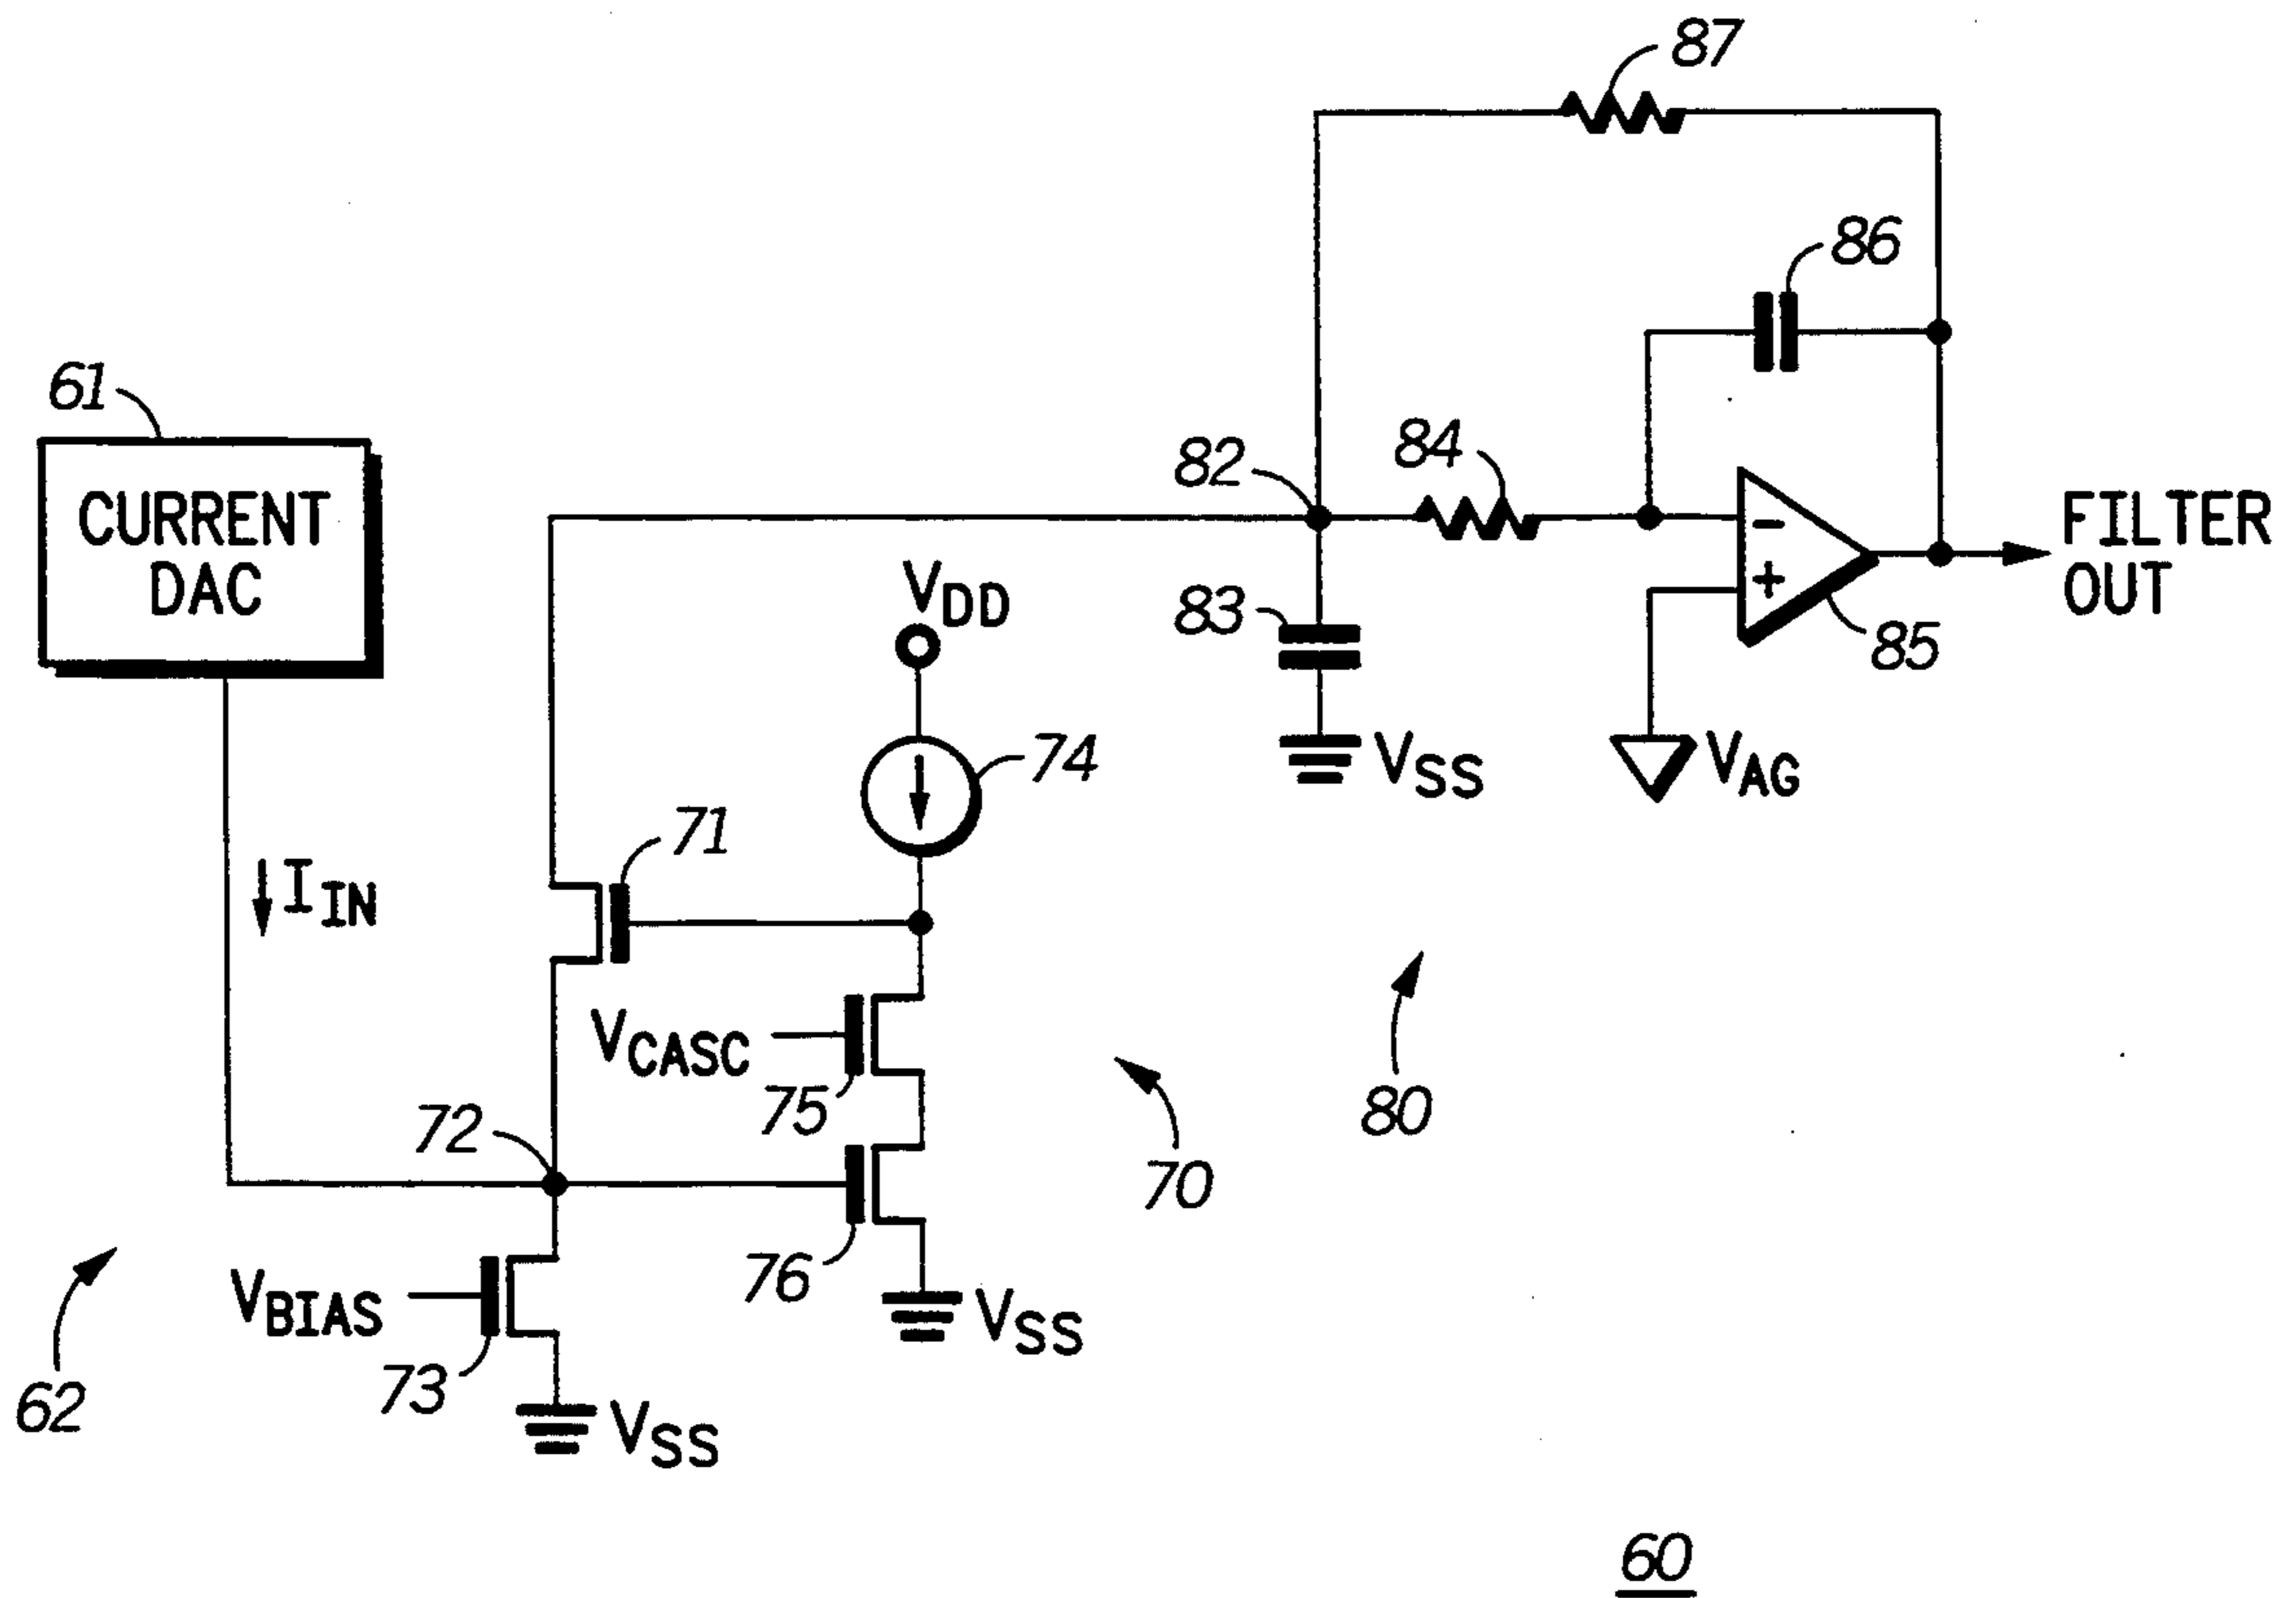 87
86
61
CURRENT
DAC
82
84
FILTER
OUT
83
85
VDD
VSS
VAG
74
71
IIN
VCASC
75
80
72
70
76
VBIAS
VSS
73
62
VSS
60